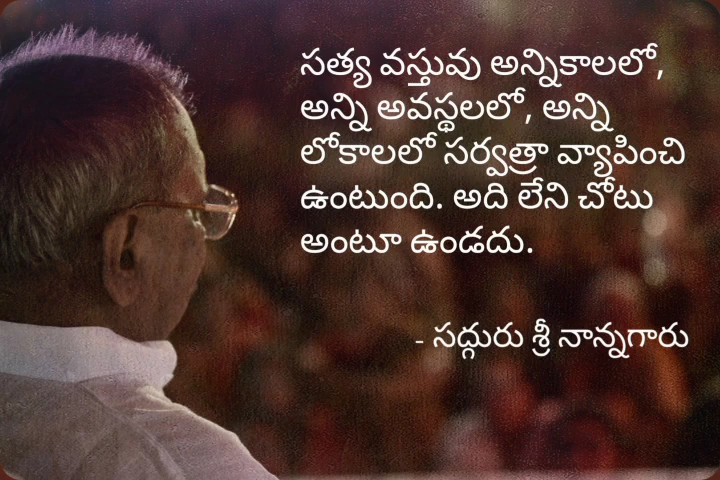 సత్య వస్తువు అన్నికాలలో,
అన్ని అవస్థలలో, అన్ని
లోకాలలో సర్వత్రా వ్యాపించి
ఉంటుంది. అది లేని చోటు
అంటూ ఉండదు.
- సద్గురు శ్రీ నాన్నగారు